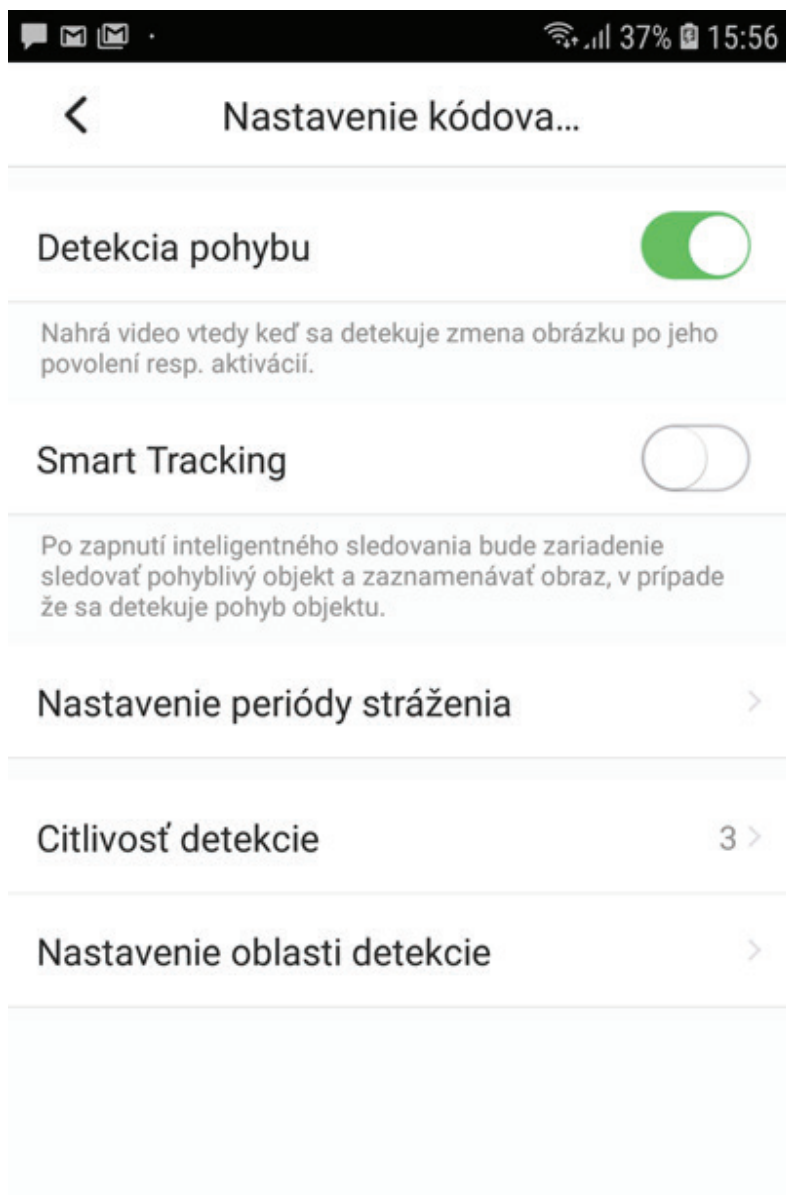 37% 15:56
Nastavenie kódova...
Detekcia pohybu
Nahrá video vtedy keď sa detekuje zmena obrázku po jeho
povolení resp. aktivácií.
Smart Tracking
Po zapnutí inteligentného sledovania bude zariadenie
sledovať pohyblivý objekt a zaznamenávať obraz, v prípade
že sa detekuje pohyb objektu.
Nastavenie periódy stráženia
Citlivosť detekcie 3
Nastavenie oblasti detekcie